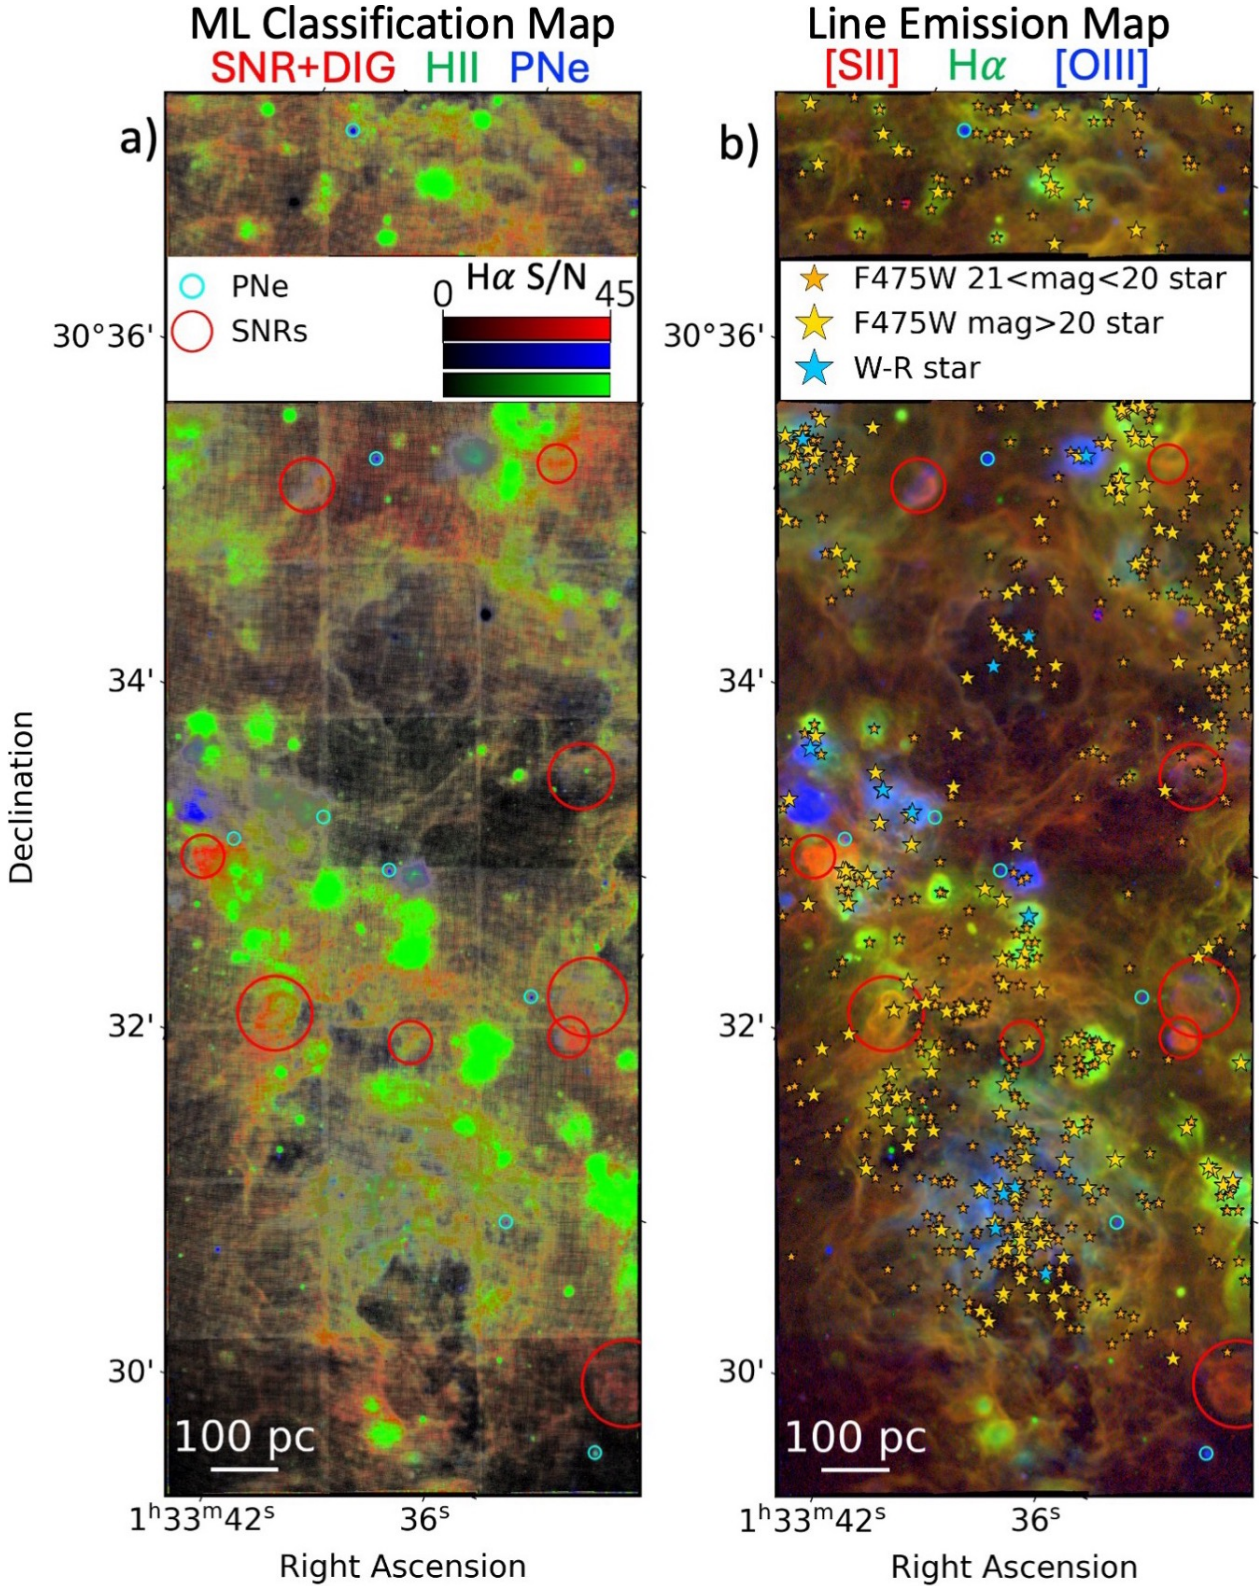 ML Classification Map
SNR+DIG HII PNe
a)
PNe
SNRs
Hα S/N
0 45
30°36'
34'
32'
30'
Declination
100 pc
1ʰ33ᵐ42ˢ 36ˢ
Right Ascension
Line Emission Map
[SII] Hα [OIII]
b)
F475W 21<mag<20 star
F475W mag>20 star
W-R star
30°36'
34'
32'
30'
100 pc
1ʰ33ᵐ42ˢ 36ˢ
Right Ascension